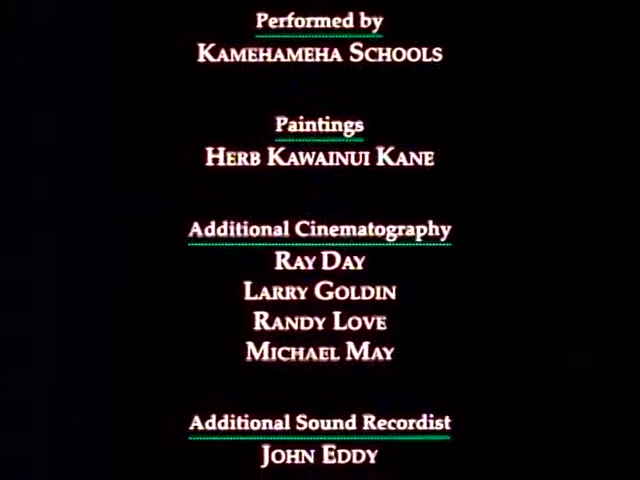 Performed by
KAMEHAMEHA SCHOOLS
Paintings
HERB KAWAINUI KANE
Additional Cinematography
RAY DAY
LARRY GOLDIN
RANDY LOVE
MICHAEL MAY
Additional Sound Recordist
JOHN EDDY